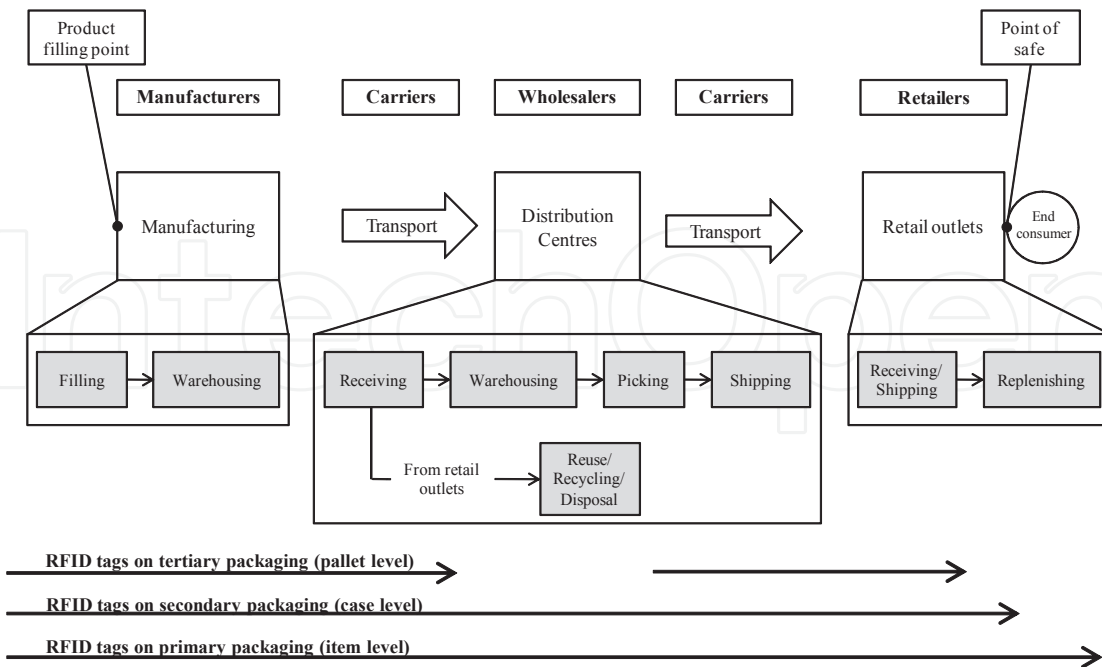 Product
filling point
Point of
safe
Manufacturers
Carriers
Wholesalers
Carriers
Retailers
Manufacturing
Transport
Distribution
Centres
Transport
Retail outlets
End
consumer
Filling
Warehousing
Receiving
Warehousing
Picking
Shipping
Receiving/
Shipping
Replenishing
From retail
outlets
Reuse/
Recycling/
Disposal
RFID tags on tertiary packaging (pallet level)
RFID tags on secondary packaging (case level)
RFID tags on primary packaging (item level)
IntechOpen